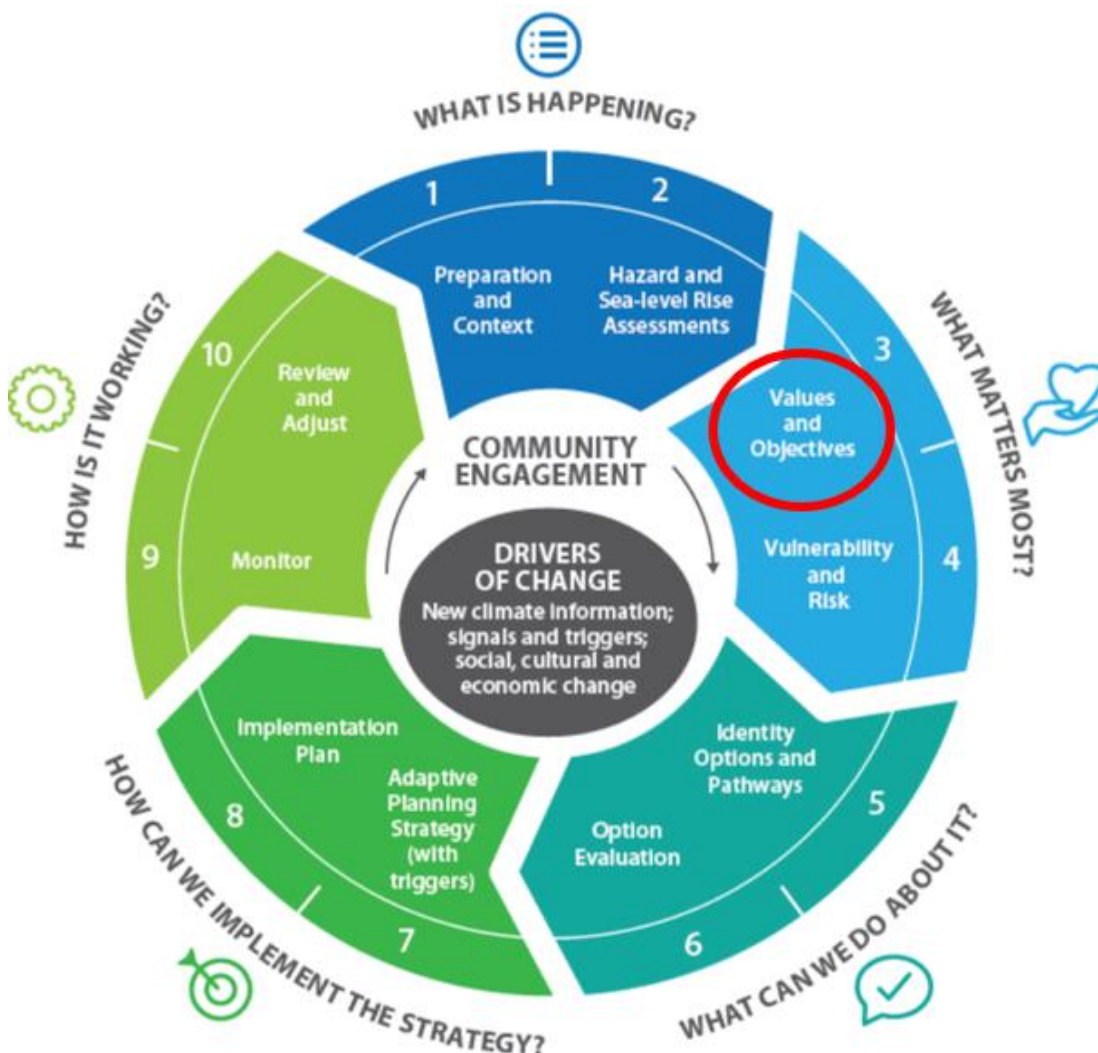 WHAT IS HAPPENING?
1
2
Preparation
and
Context
Hazard and
Sea-level Rise
Assessments
WHAT MATTERS MOST?
3
Values
and
Objectives
4
Vulnerability
and
Risk
WHAT CAN WE DO ABOUT IT?
5
Identity
Options and
Pathways
6
Option
Evaluation
HOW CAN WE IMPLEMENT THE STRATEGY?
7
Adaptive
Planning
Strategy
(with
triggers)
8
Implementation
Plan
HOW IS IT WORKING?
9
Monitor
10
Review
and
Adjust
COMMUNITY
ENGAGEMENT
DRIVERS
OF CHANGE
New climate information;
signals and triggers;
social, cultural and
economic change